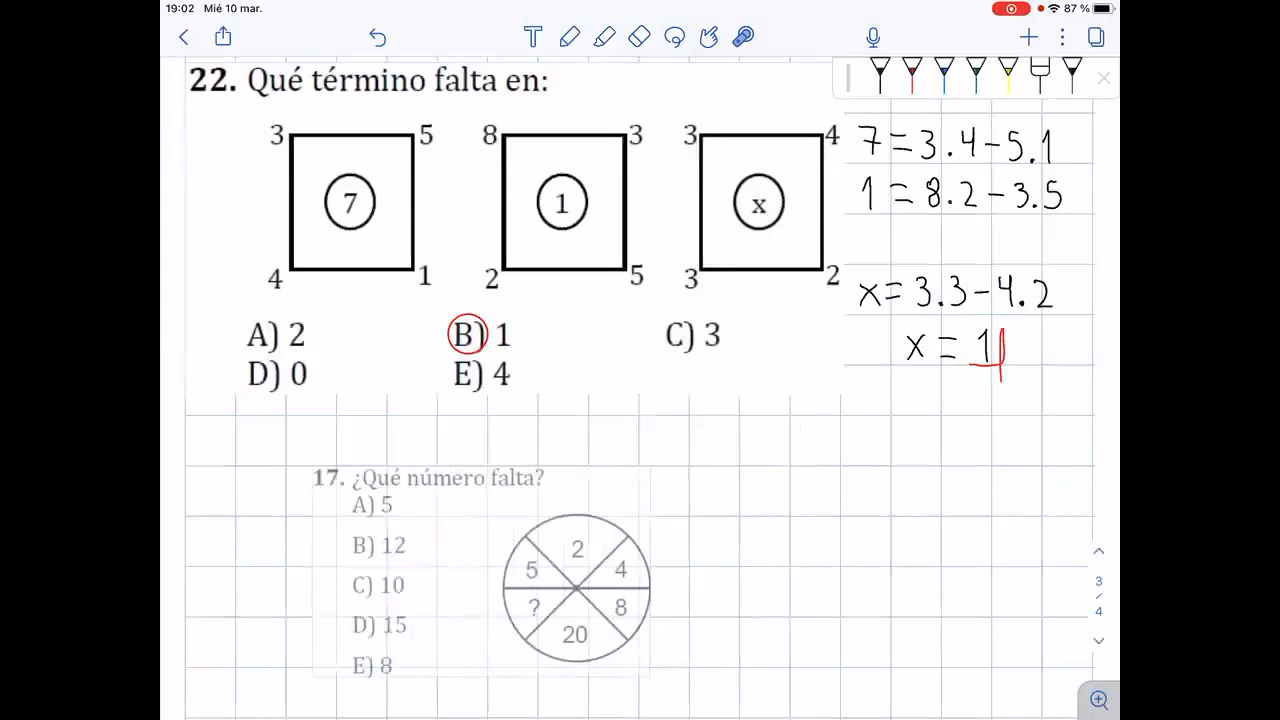 19:02 Mié 10 mar. 87 %
T
22. Qué término falta en:
3 5 8 3 3 4
7 1 x
4 1 2 5 3 2
A) 2 B) 1 C) 3
D) 0 E) 4
7 = 3.4 - 5.1
1 = 8.2 - 3.5
x = 3.3 - 4.2
x = 1
17. ¿Qué número falta?
A) 5
B) 12
C) 10
D) 15
E) 8
2
5 4
? 8
20
3
/
4